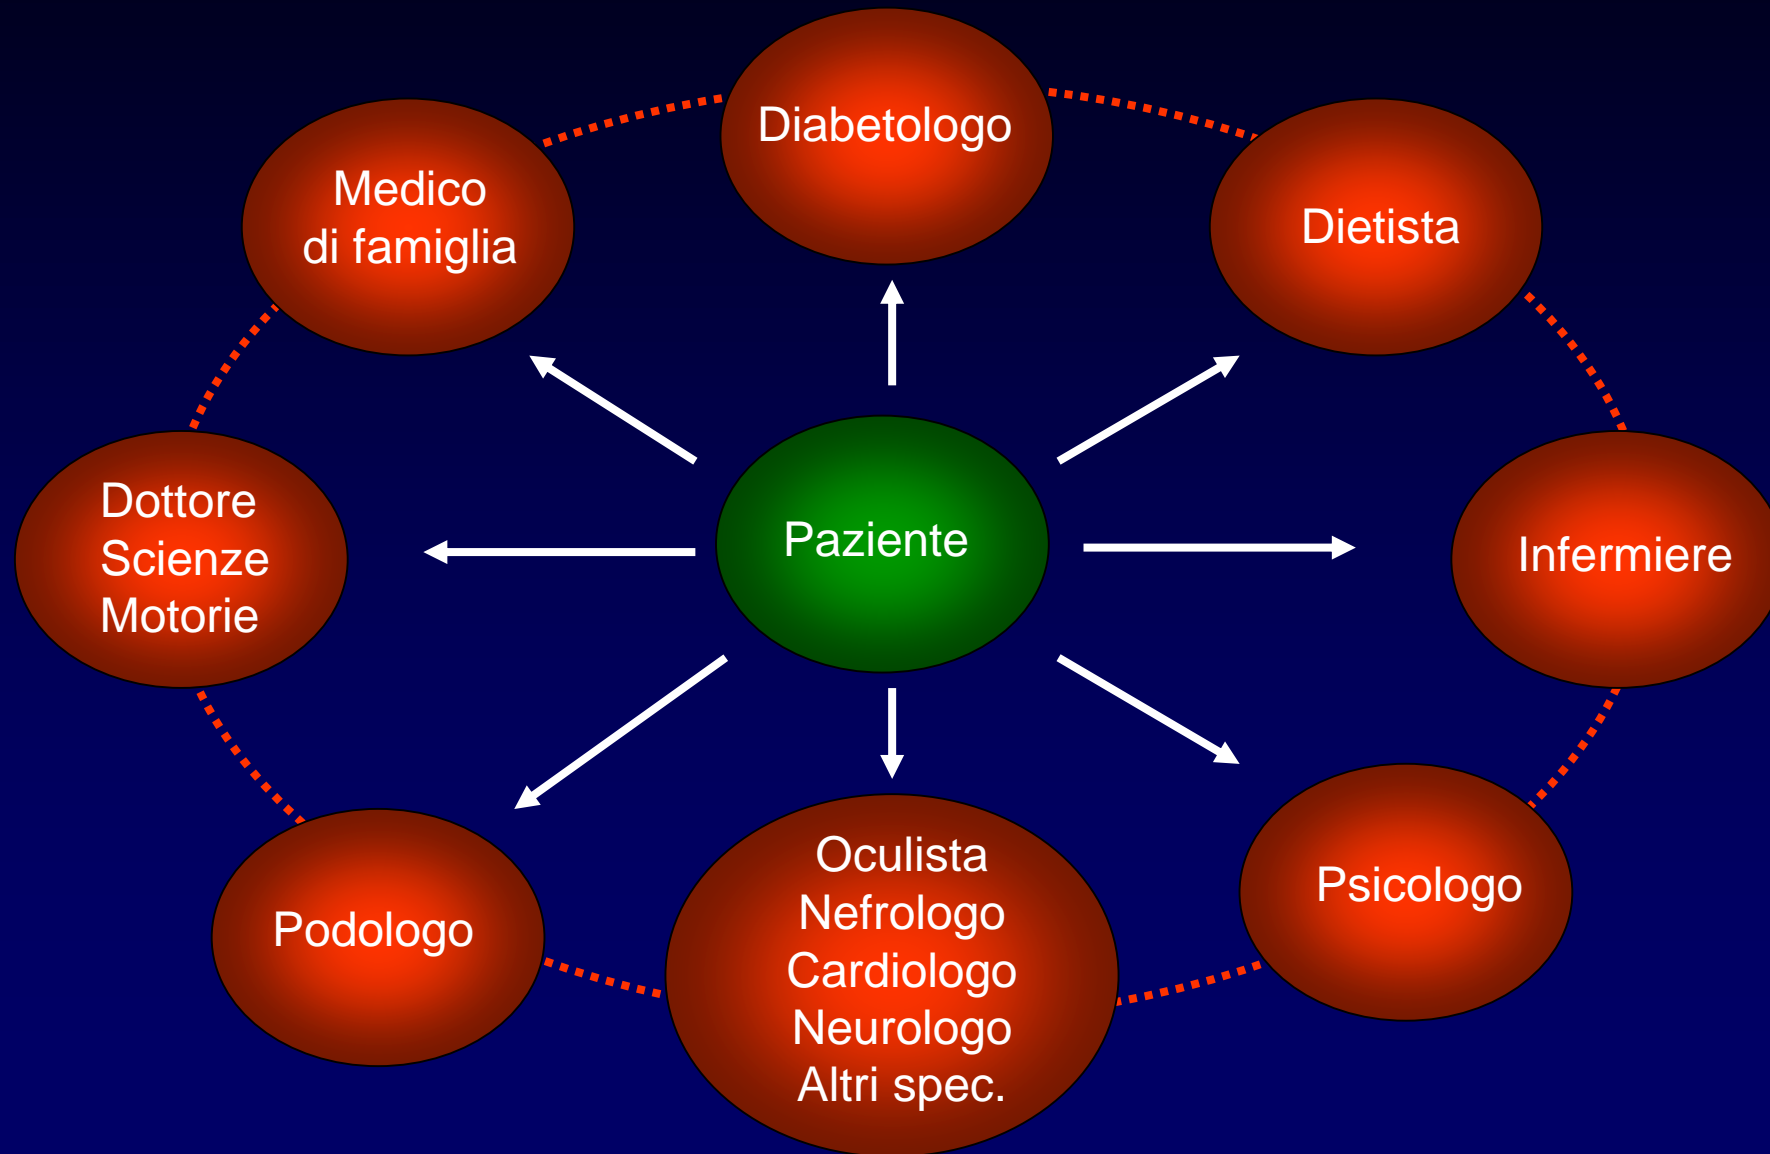 Diabetologo
Medico
di famiglia
Dietista
Dottore
Scienze
Motorie
Paziente
Infermiere
Podologo
Oculista
Nefrologo
Cardiologo
Neurologo
Altri spec.
Psicologo